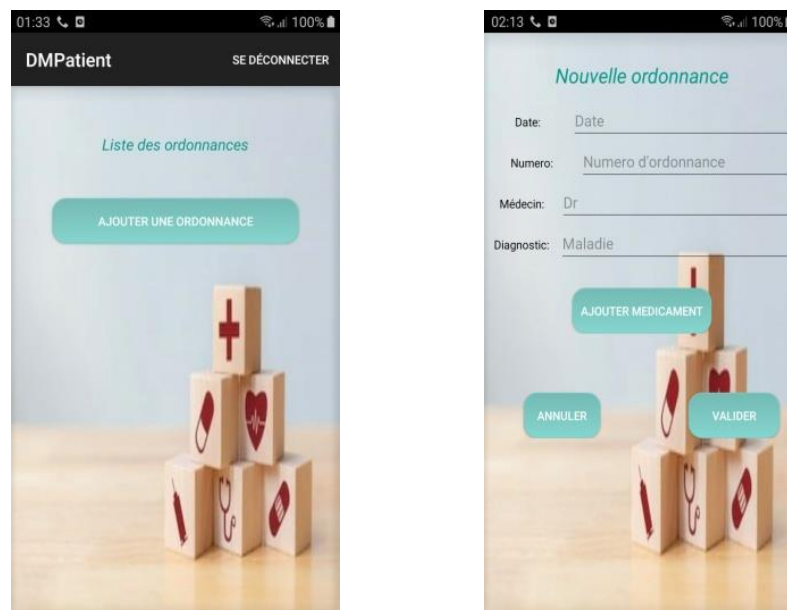 01:33 100%
DMPatient SE DÉCONNECTER
Liste des ordonnances
AJOUTER UNE ORDONNANCE
02:13 100%
Nouvelle ordonnance
Date: Date
Numero: Numero d'ordonnance
Médecin: Dr
Diagnostic: Maladie
AJOUTER MEDICAMENT
ANNULER VALIDER